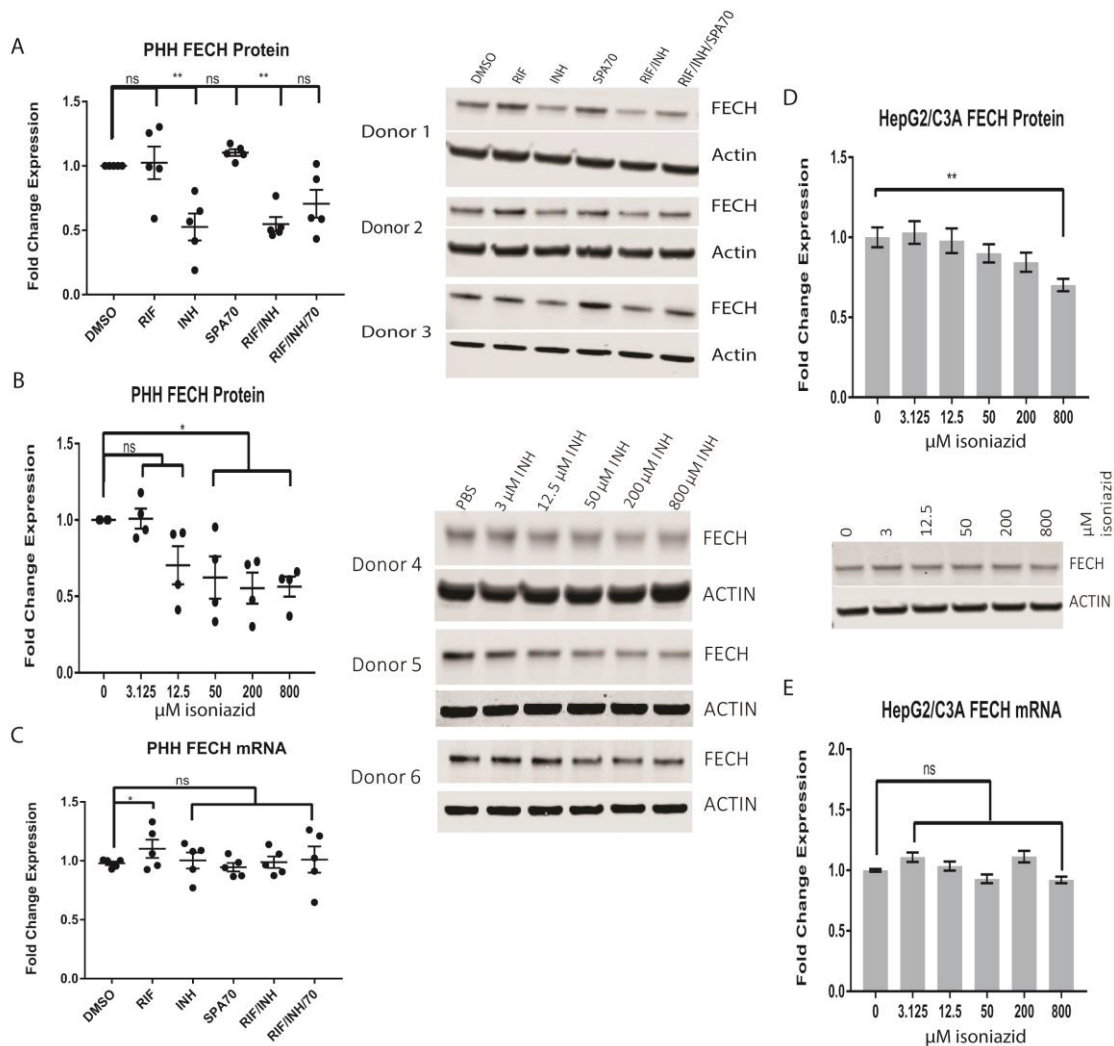 A
PHH FECH Protein
ns
**
ns
**
ns
Fold Change Expression
1.5
1.0
0.5
0.0
DMSO
RIF
INH
SPA70
RIF/INH
RIF/INH/70
DMSO
RIF
INH
SPA70
RIF/INH
RIF/INH/SPA70
Donor 1
FECH
Actin
Donor 2
FECH
Actin
Donor 3
FECH
Actin
B
PHH FECH Protein
*
ns
Fold Change Expression
1.5
1.0
0.5
0.0
0 3.125 12.5 50 200 800
µM isoniazid
PBS
3 µM INH
12.5 µM INH
50 µM INH
200 µM INH
800 µM INH
Donor 4
FECH
ACTIN
Donor 5
FECH
ACTIN
Donor 6
FECH
ACTIN
C
PHH FECH mRNA
ns
*
Fold Change Expression
1.5
1.0
0.5
0.0
DMSO
RIF
INH
SPA70
RIF/INH
RIF/INH/70
D
HepG2/C3A FECH Protein
**
Fold Change Expression
1.5
1.0
0.5
0.0
0 3.125 12.5 50 200 800
µM isoniazid
0
3
12.5
50
200
800
µM
isoniazid
FECH
ACTIN
E
HepG2/C3A FECH mRNA
ns
Fold Change Expression
2.0
1.5
1.0
0.5
0.0
0 3.125 12.5 50 200 800
µM isoniazid